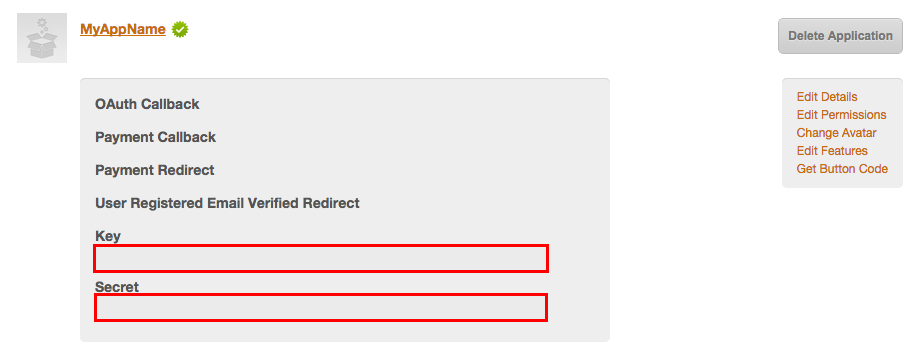 MyAppName
Delete Application
OAuth Callback
Payment Callback
Payment Redirect
User Registered Email Verified Redirect
Key
Secret
Edit Details
Edit Permissions
Change Avatar
Edit Features
Get Button Code